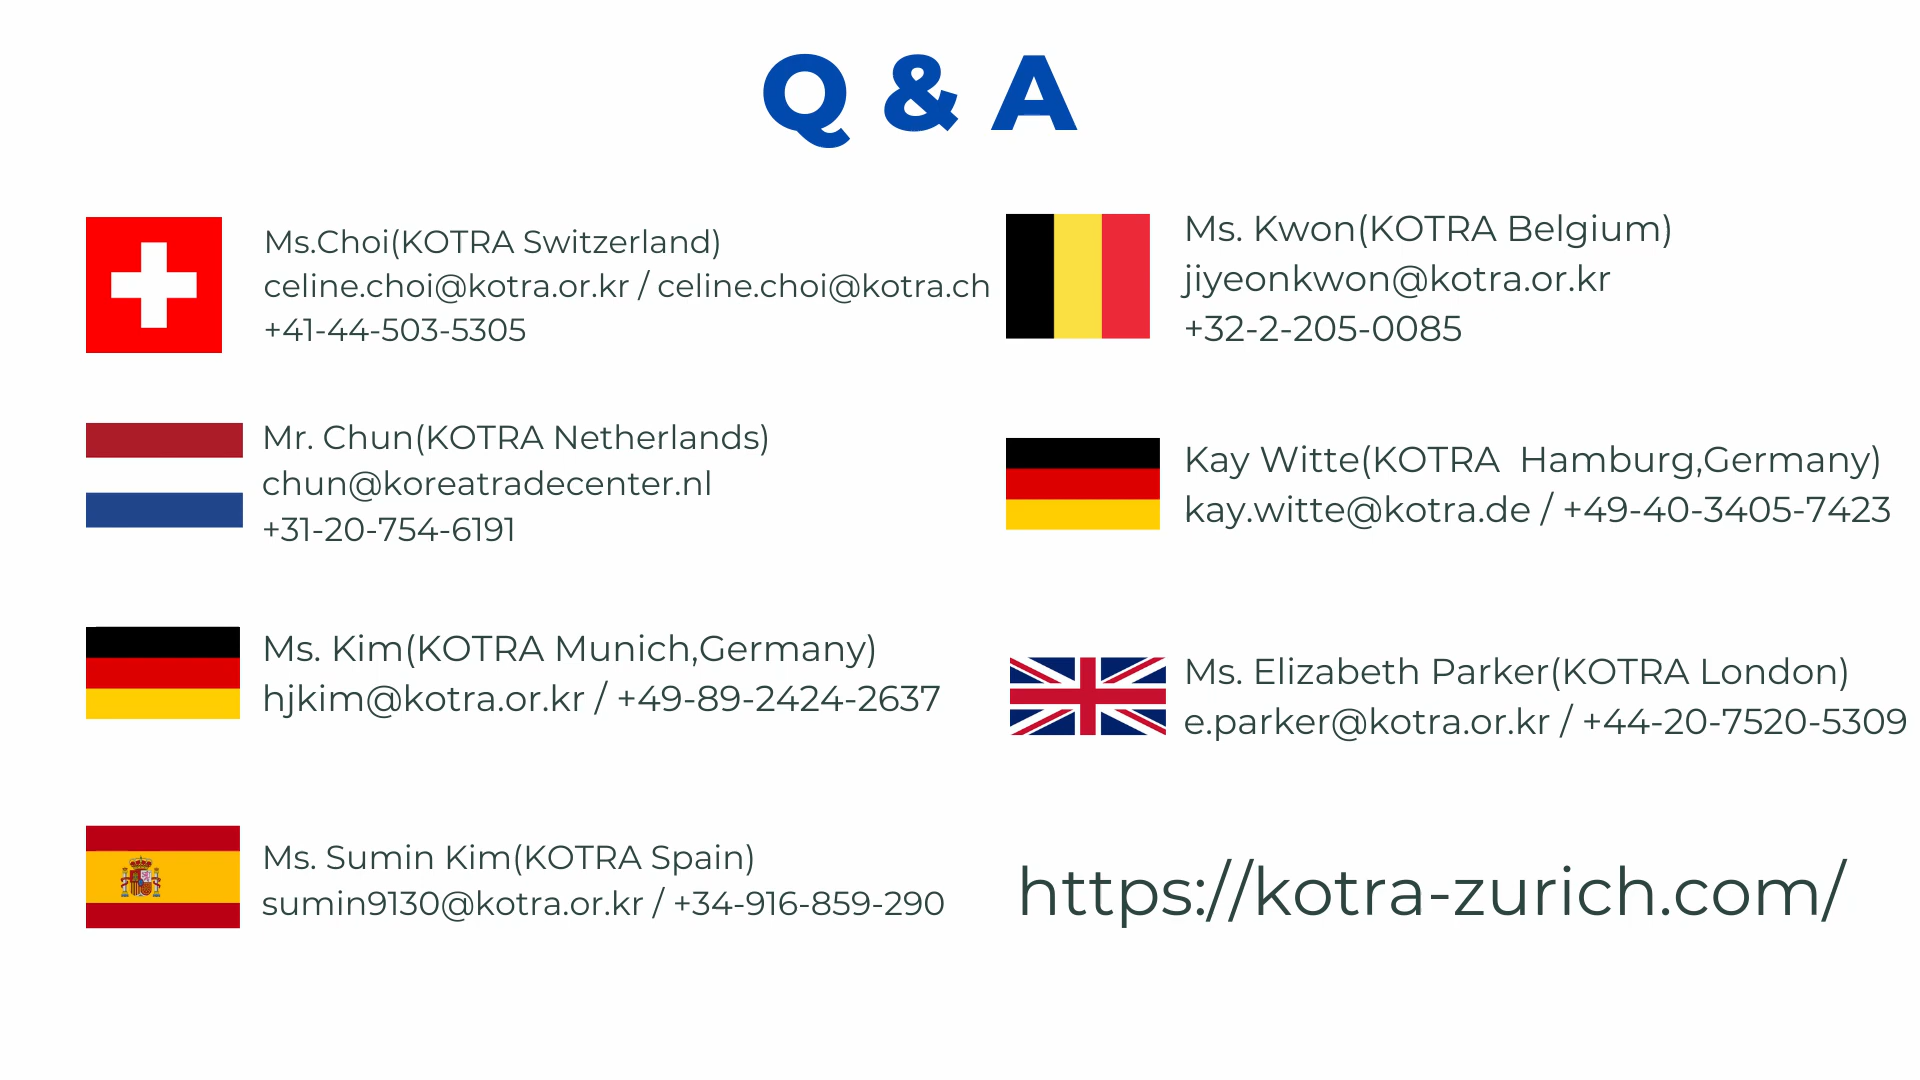 Q & A
Ms.Choi(KOTRA Switzerland)
celine.choi@kotra.or.kr / celine.choi@kotra.ch
+41-44-503-5305
Mr. Chun(KOTRA Netherlands)
chun@koreatradecenter.nl
+31-20-754-6191
Ms. Kim(KOTRA Munich,Germany)
hjkim@kotra.or.kr / +49-89-2424-2637
Ms. Sumin Kim(KOTRA Spain)
sumin9130@kotra.or.kr / +34-916-859-290
Ms. Kwon(KOTRA Belgium)
jiyeonkwon@kotra.or.kr
+32-2-205-0085
Kay Witte(KOTRA  Hamburg,Germany)
kay.witte@kotra.de / +49-40-3405-7423
Ms. Elizabeth Parker(KOTRA London)
e.parker@kotra.or.kr / +44-20-7520-5309
https://kotra-zurich.com/